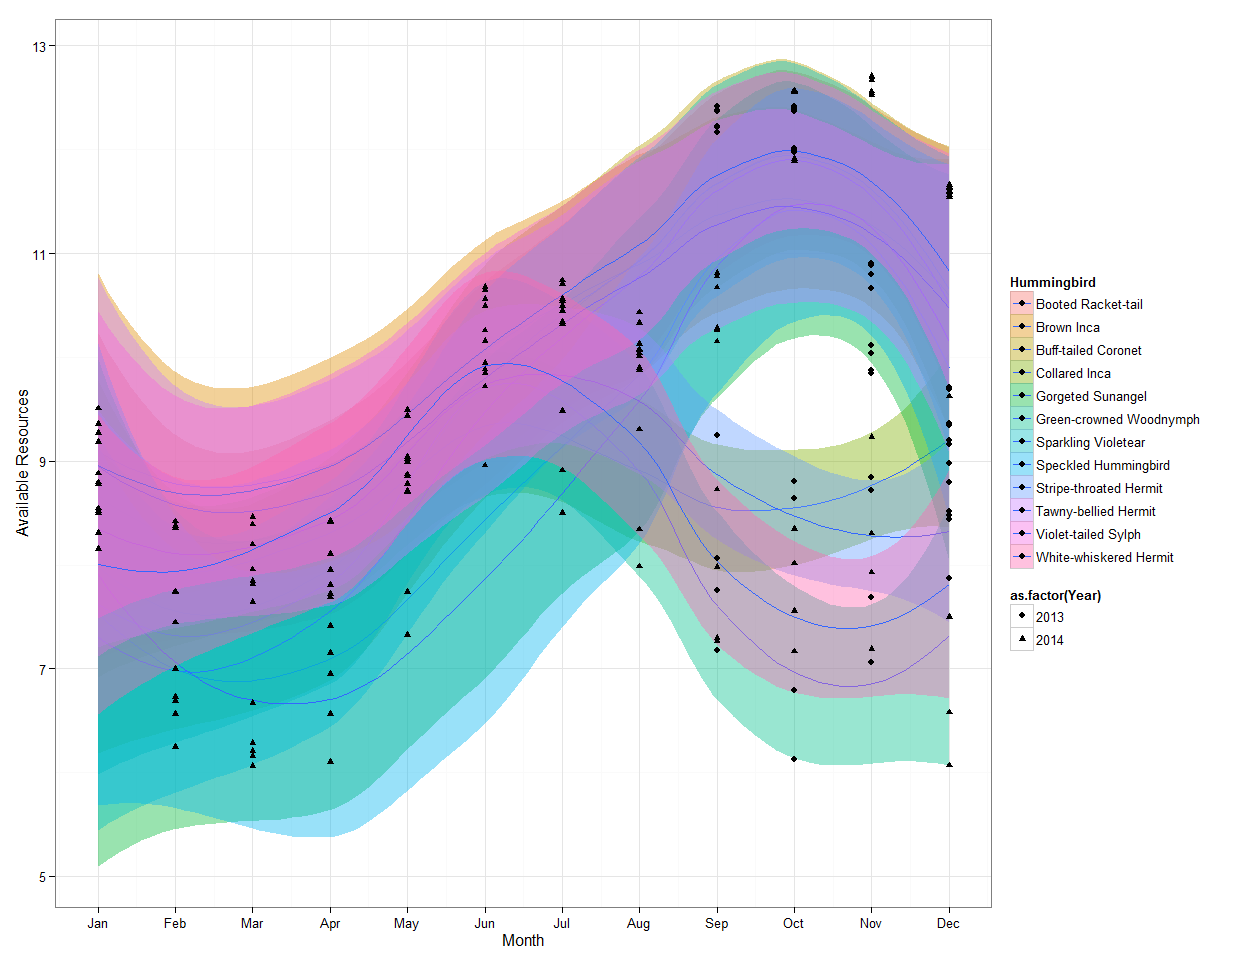 13
11
9
7
5
Available Resources
Jan Feb Mar Apr May Jun Jul Aug Sep Oct Nov Dec
Month
Hummingbird
Booted Racket-tail
Brown Inca
Buff-tailed Coronet
Collared Inca
Gorgeted Sunangel
Green-crowned Woodnymph
Sparkling Violetear
Speckled Hummingbird
Stripe-throated Hermit
Tawny-bellied Hermit
Violet-tailed Sylph
White-whiskered Hermit
as.factor(Year)
2013
2014